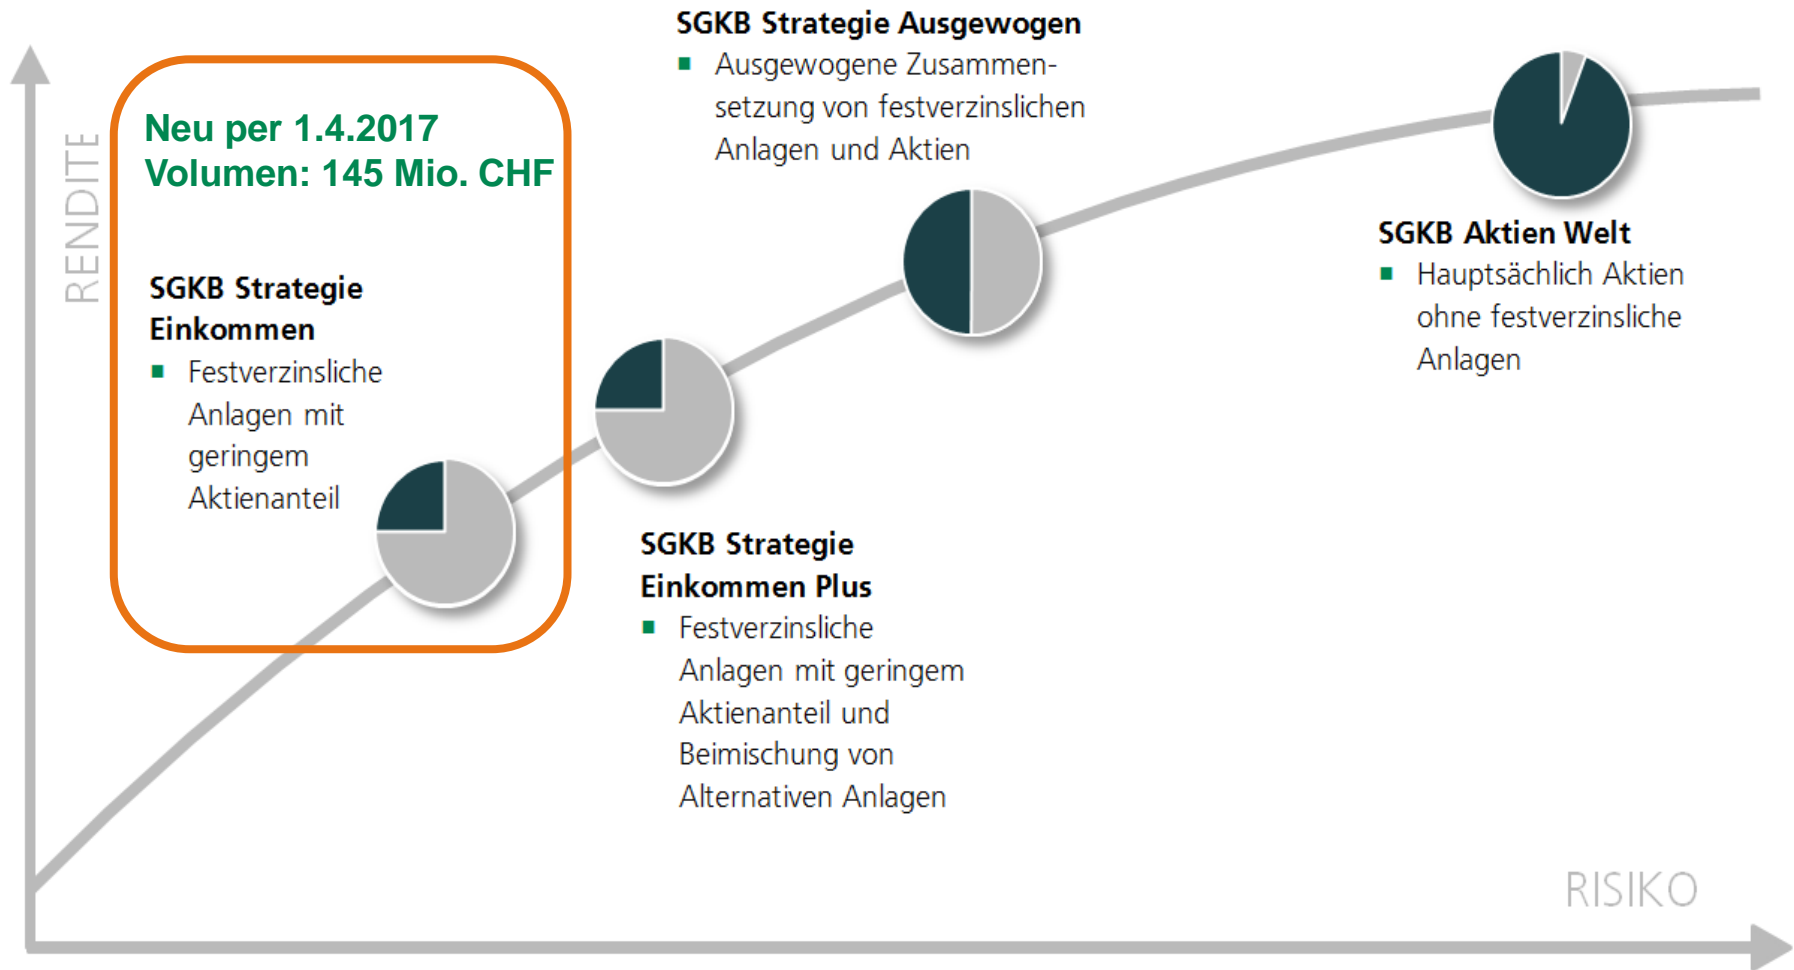 RENDITE
Neu per 1.4.2017
Volumen: 145 Mio. CHF
SGKB Strategie
Einkommen
▪ Festverzinsliche
Anlagen mit
geringem
Aktienanteil
SGKB Strategie Ausgewogen
▪ Ausgewogene Zusammen-
setzung von festverzinslichen
Anlagen und Aktien
SGKB Strategie
Einkommen Plus
▪ Festverzinsliche
Anlagen mit geringem
Aktienanteil und
Beimischung von
Alternativen Anlagen
SGKB Aktien Welt
▪ Hauptsächlich Aktien
ohne festverzinsliche
Anlagen
RISIKO